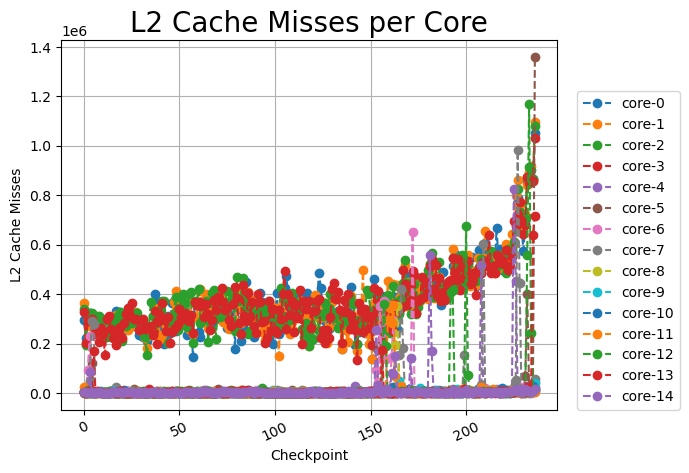 L2 Cache Misses per Core
1e6
1.4
1.2
1.0
0.8
0.6
0.4
0.2
0.0
L2 Cache Misses
0
50
100
150
200
Checkpoint
core-0
core-1
core-2
core-3
core-4
core-5
core-6
core-7
core-8
core-9
core-10
core-11
core-12
core-13
core-14